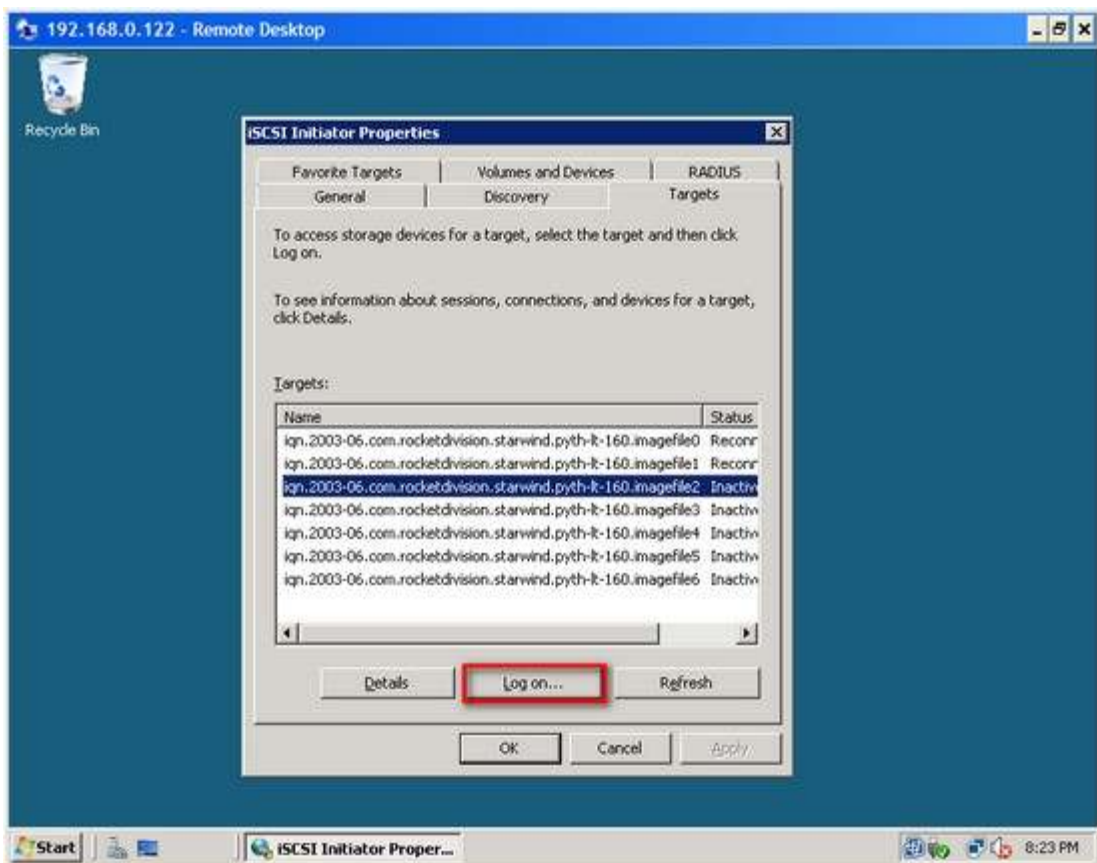 192.168.0.122 - Remote Desktop
Recycle Bin
iSCSI Initiator Properties
Favorite Targets
Volumes and Devices
RADIUS
General
Discovery
Targets
To access storage devices for a target, select the target and then click
Log on.
To see information about sessions, connections, and devices for a target,
click Details.
Targets:
Name Status
iqn.2003-06.com.rocketdivision.starwind.pyth-lt-160.imagefile0 Reconn
iqn.2003-06.com.rocketdivision.starwind.pyth-lt-160.imagefile1 Reconn
iqn.2003-06.com.rocketdivision.starwind.pyth-lt-160.imagefile2 Inactive
iqn.2003-06.com.rocketdivision.starwind.pyth-lt-160.imagefile3 Inactiv
iqn.2003-06.com.rocketdivision.starwind.pyth-lt-160.imagefile4 Inactiv
iqn.2003-06.com.rocketdivision.starwind.pyth-lt-160.imagefile5 Inactiv
iqn.2003-06.com.rocketdivision.starwind.pyth-lt-160.imagefile6 Inactiv
Details
Log on...
Refresh
OK
Cancel
Apply
Start
iSCSI Initiator Proper...
8:23 PM